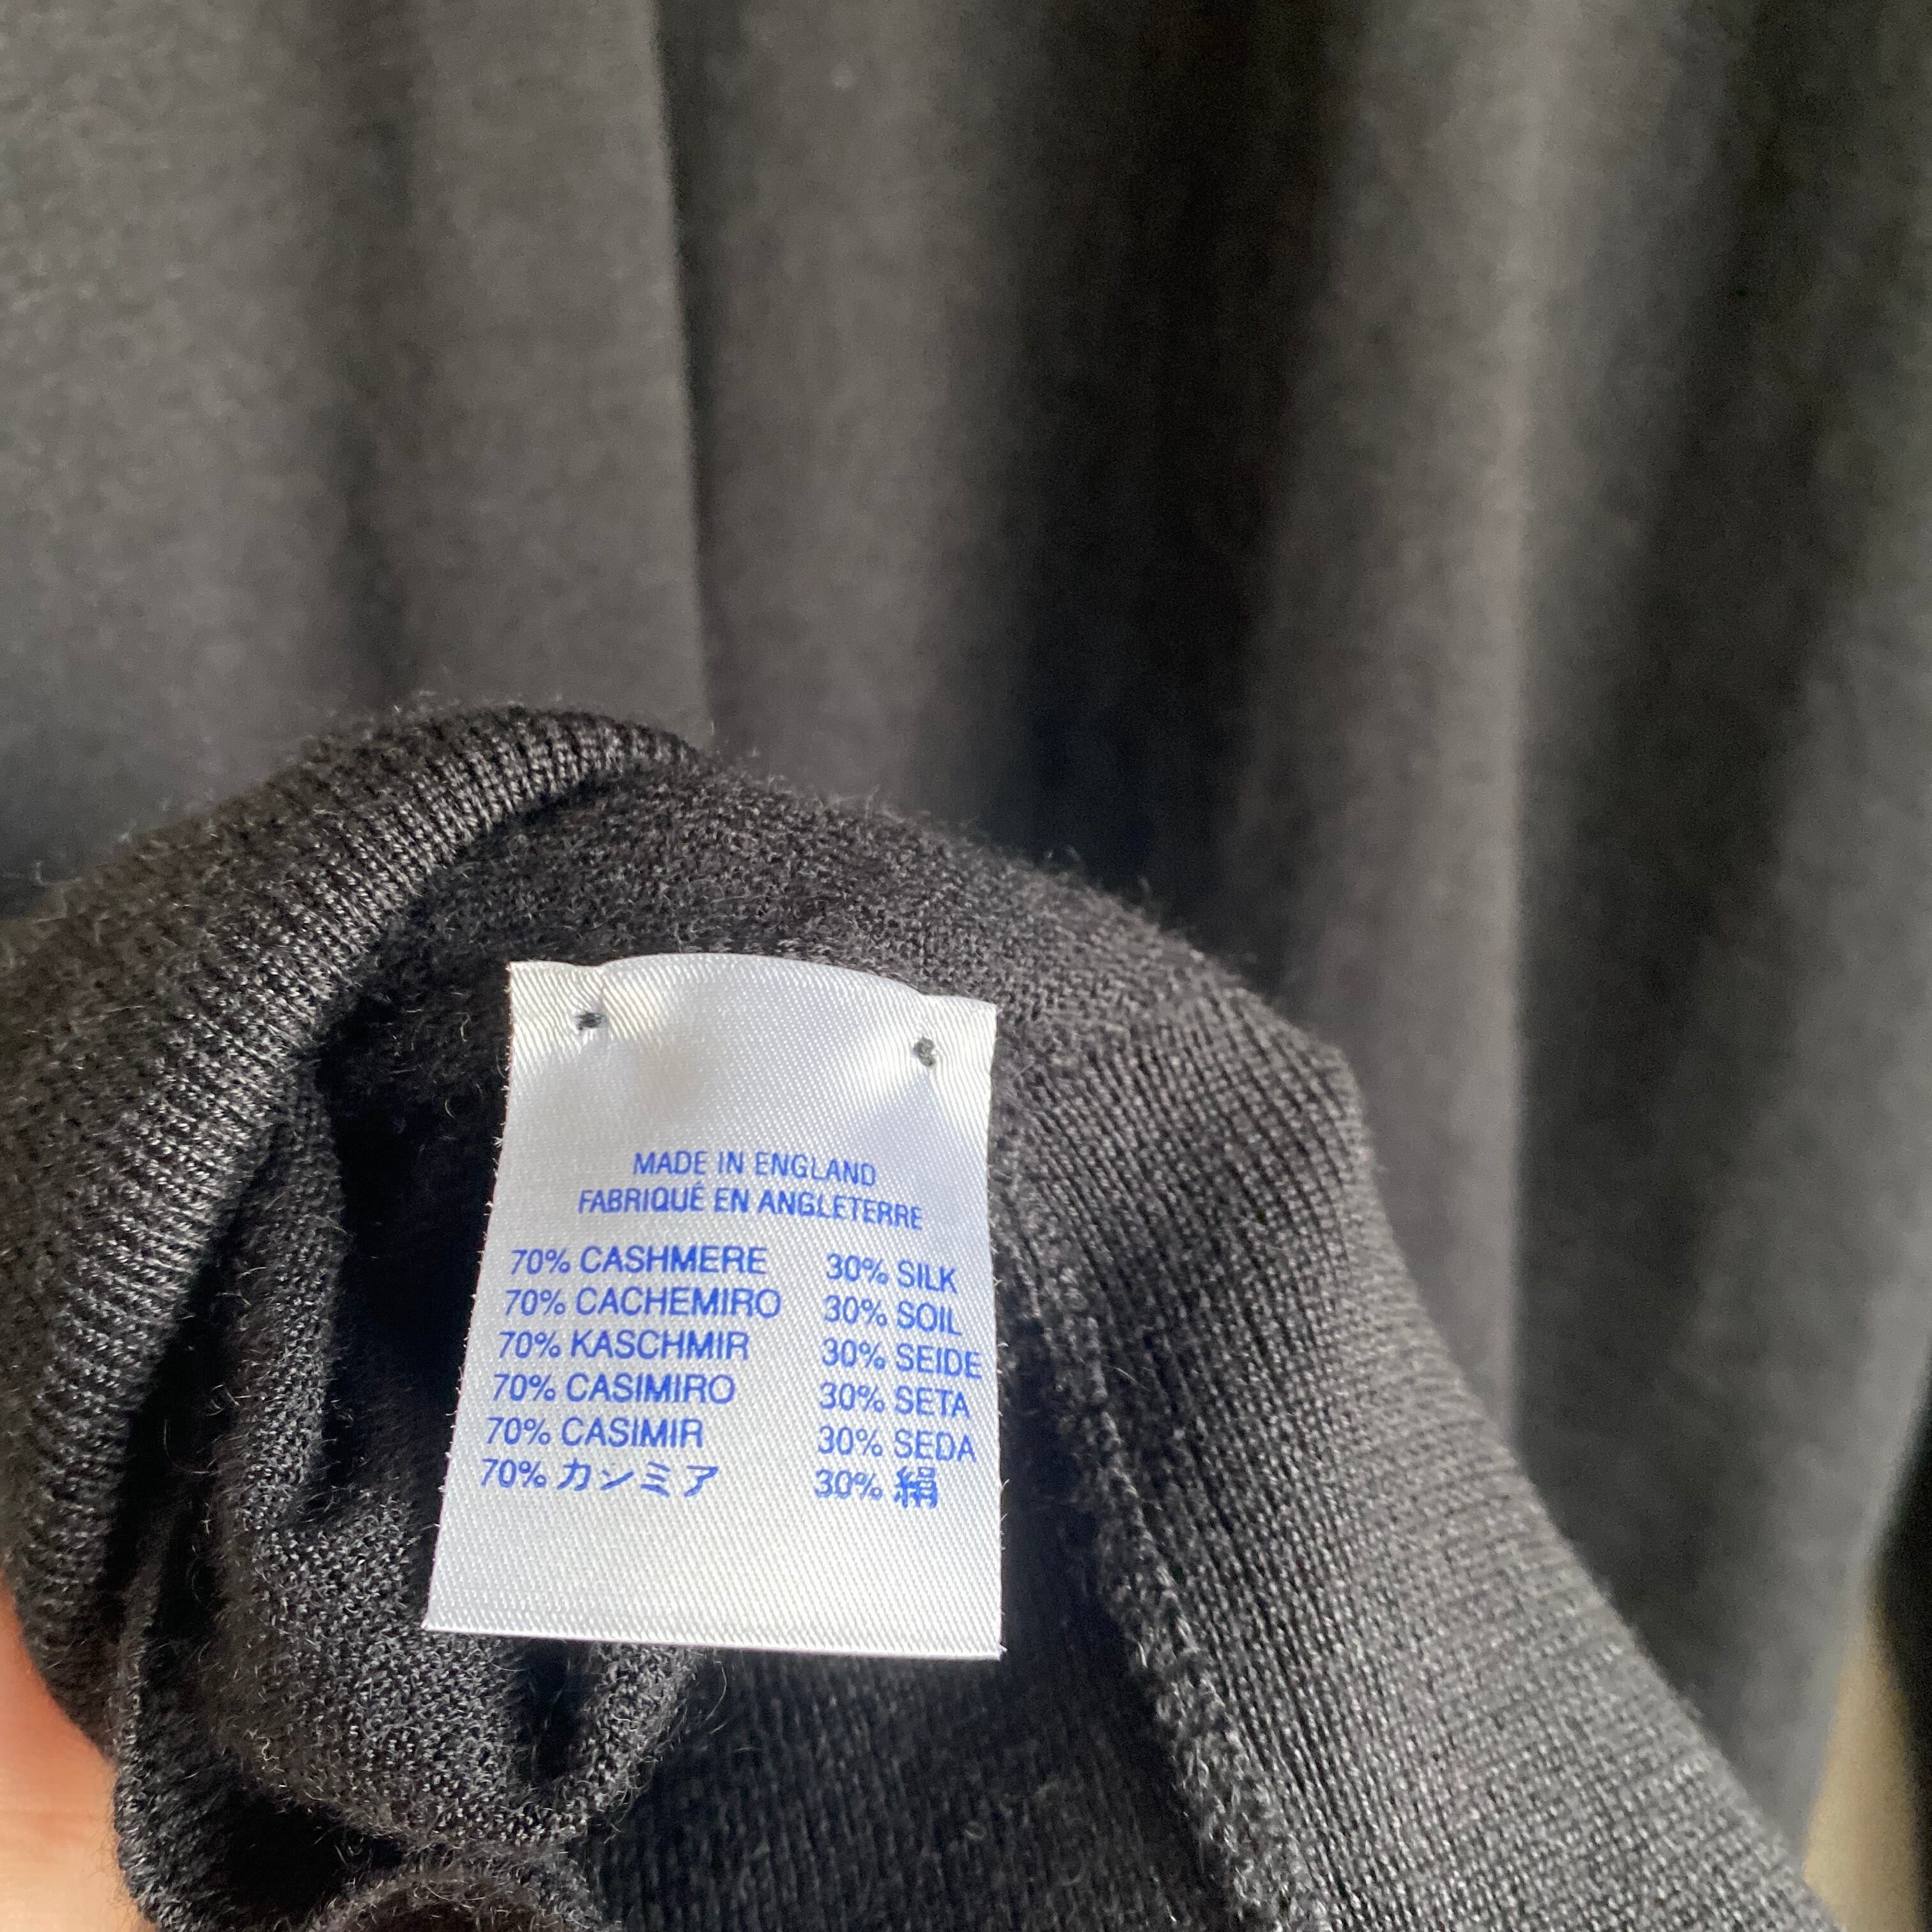 MADE IN ENGLAND
FABRIQUÉ EN ANGLETERRE
70% CASHMERE 30% SILK
70% CACHEMIRO 30% SOIL
70% KASCHMIR 30% SEIDE
70% CASIMIRO 30% SETA
70% CASIMIR 30% SEDA
70% カシミア 30% 絹